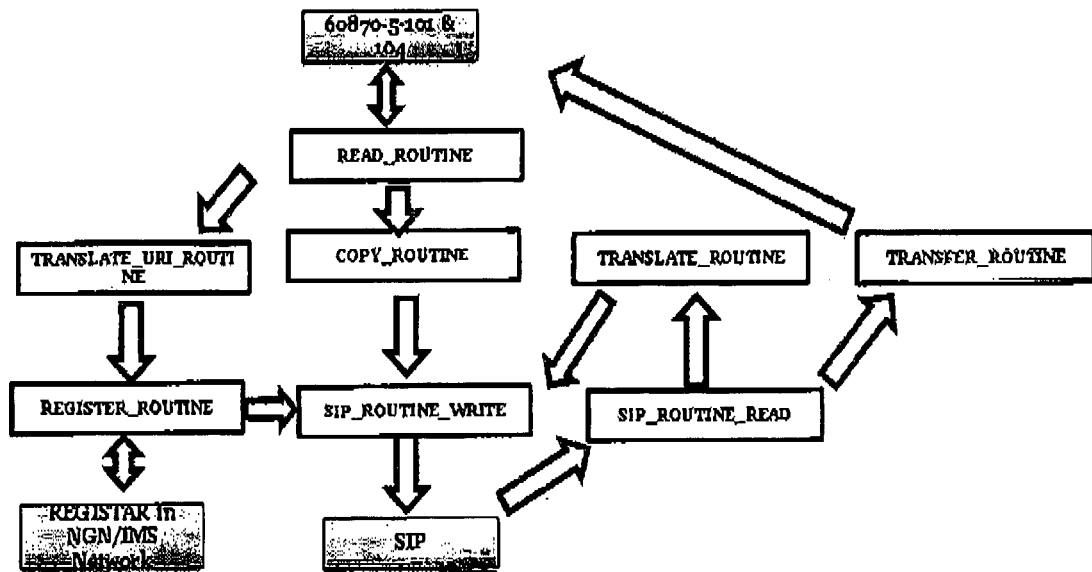 60870-5-101 &
104
READ_ROUTINE
TRANSLATE_URI_ROUTI
NE
COPY_ROUTINE
TRANSLATE_ROUTINE
TRANSFER_ROUTINE
REGISTER_ROUTINE
SIP_ROUTINE_WRITE
SIP_ROUTINE_READ
REGISTAR in
NGN/IMS
Network
SIP